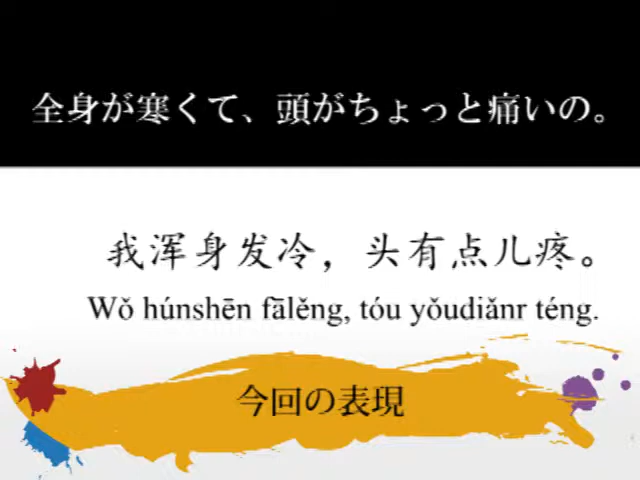 全身が寒くて、頭がちょっと痛いの。
我浑身发冷，头有点儿疼。
Wǒ húnshēn fālěng, tóu yǒudiǎnr téng.
今回の表現